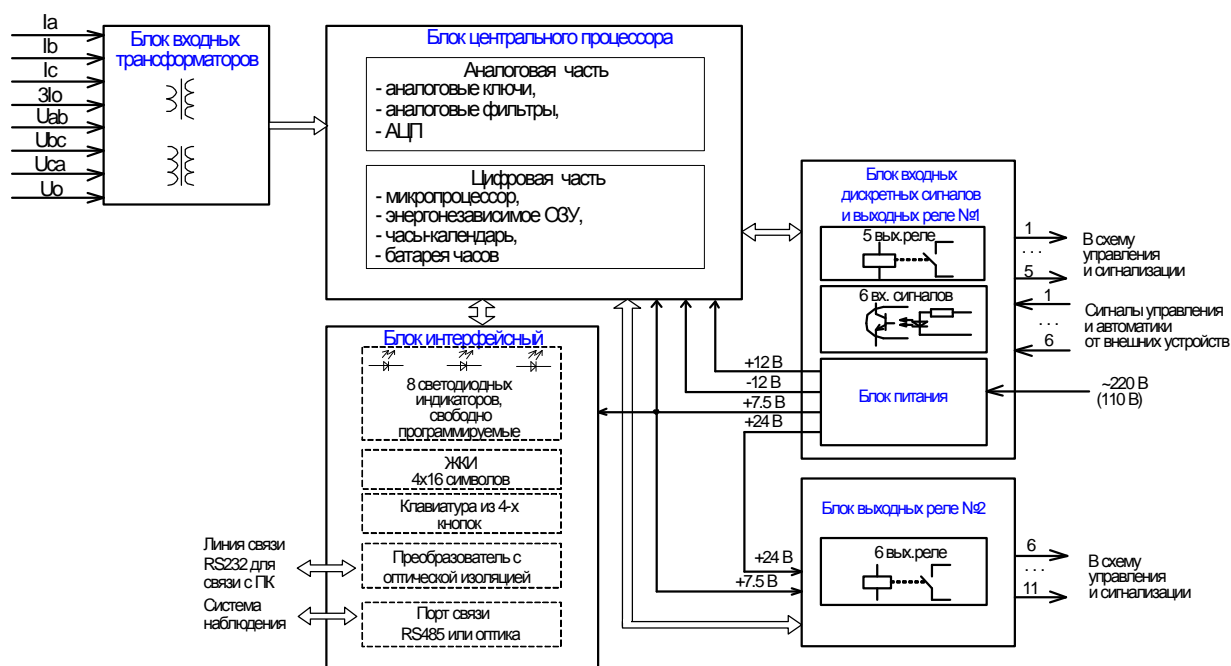 Ia
Ib
Ic
3Io
Uab
Ubc
Uca
Uo
Блок входных
трансформаторов
Блок центрального процессора
Аналоговая часть
- аналоговые ключи,
- аналоговые фильтры,
- АЦП
Цифровая часть
- микропроцессор,
- энергонезависимое ОЗУ,
- часы-календарь,
- батарея часов
Блок входных
дискретных сигналов
и выходных реле №1
5 вых.реле
6 вх. сигналов
Блок питания
1
. . .
5
В схему
управления
и сигнализации
1
. . .
6
Сигналы управления
и автоматики
от внешних устройств
~220 В
(110 В)
+12 В
-12 В
+7.5 В
+24 В
Блок интерфейсный
8 светодиодных
индикаторов,
свободно
программируемые
ЖКИ
4x16 символов
Клавиатура из 4-х
кнопок
Преобразователь с
оптической изоляцией
Порт связи
RS485 или оптика
Линия связи
RS232 для
связи с ПК
Система
наблюдения
+24 В
+7.5 В
Блок выходных реле №2
6 вых.реле
6
. . .
11
В схему
управления
и сигнализации